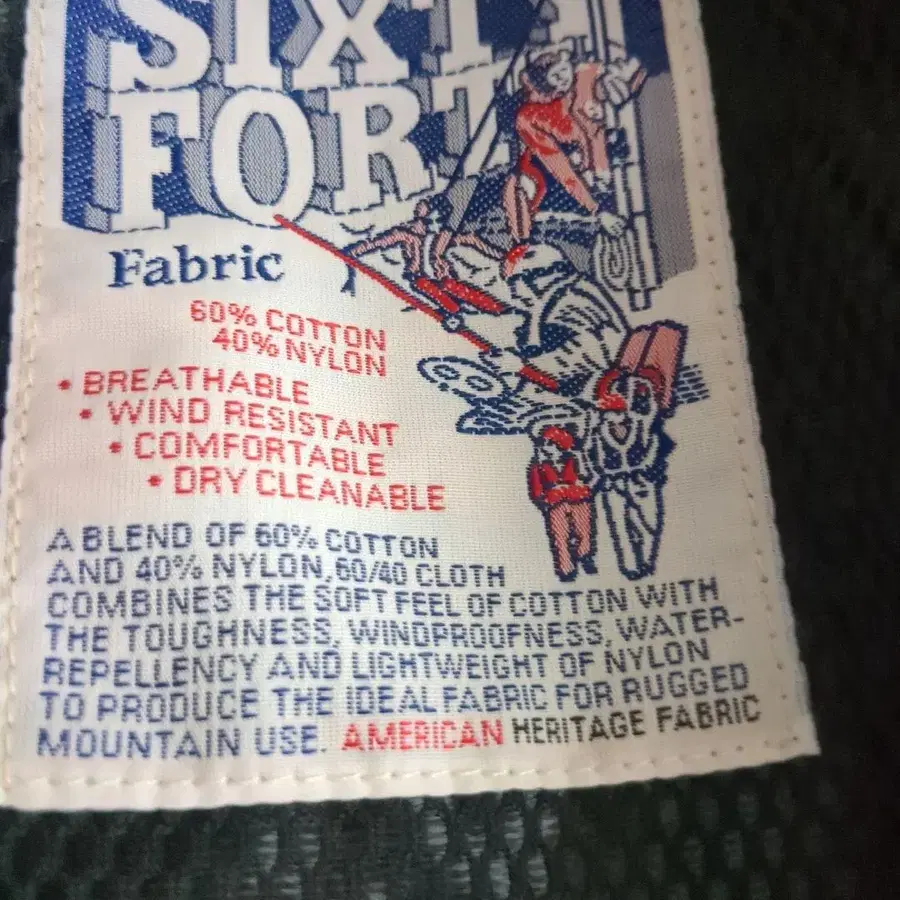 SIXTY
FORTY
Fabric
60% COTTON
40% NYLON
• BREATHABLE
• WIND RESISTANT
• COMFORTABLE
• DRY CLEANABLE
A BLEND OF 60% COTTON
AND 40% NYLON, 60/40 CLOTH
COMBINES THE SOFT FEEL OF COTTON WITH
THE TOUGHNESS, WINDPROOFNESS, WATER-
REPELLENCY AND LIGHTWEIGHT OF NYLON
TO PRODUCE THE IDEAL FABRIC FOR RUGGED
MOUNTAIN USE. AMERICAN HERITAGE FABRIC